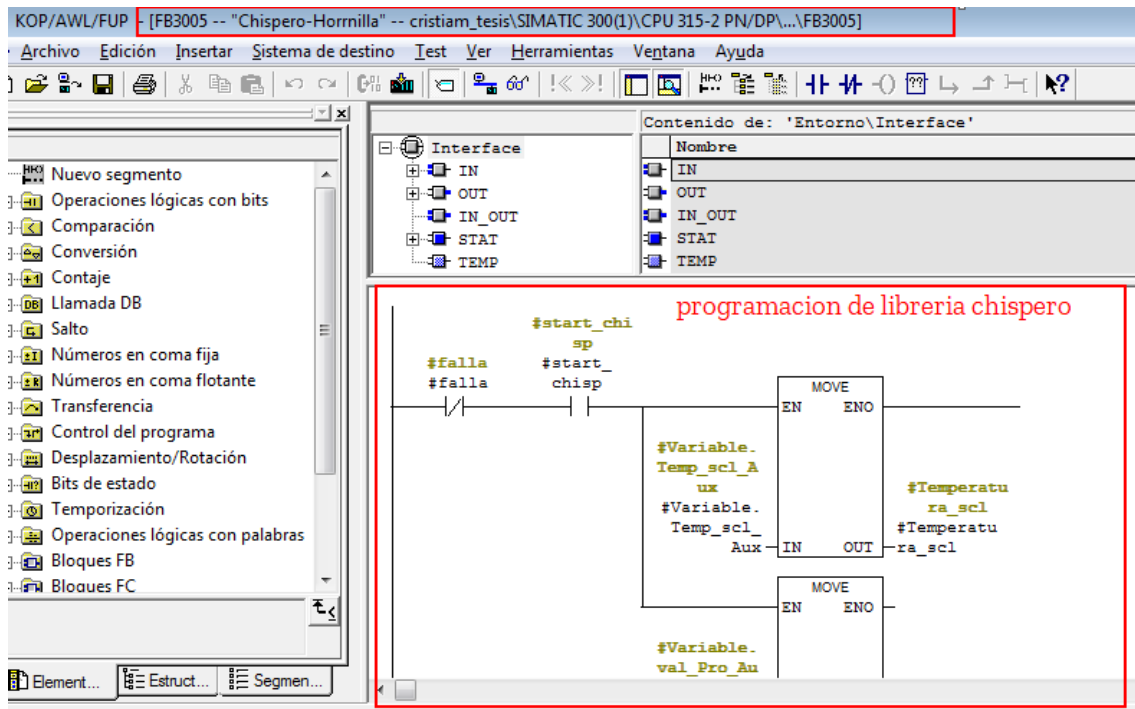 KOP/AWL/FUP - [FB3005 -- "Chispero-Horrnilla" -- cristiam_tesis\SIMATIC 300(1)\CPU 315-2 PN/DP\...\FB3005]
Archivo Edición Insertar Sistema de destino Test Ver Herramientas Ventana Ayuda
Nuevo segmento
Operaciones lógicas con bits
Comparación
Conversión
Contaje
Llamada DB
Salto
Números en coma fija
Números en coma flotante
Transferencia
Control del programa
Desplazamiento/Rotación
Bits de estado
Temporización
Operaciones lógicas con palabras
Bloques FB
Bloques FC
Element... Estruct... Segmen...
Interface
IN
OUT
IN_OUT
STAT
TEMP
Contenido de: 'Entorno\Interface'
Nombre
IN
OUT
IN_OUT
STAT
TEMP
programacion de libreria chispero
#falla
#falla
#start_chi
sp
#start_
chisp
MOVE
EN ENO
#Variable.
Temp_scl_A
ux
#Variable.
Temp_scl_
Aux
IN OUT
#Temperatu
ra_scl
#Temperatu
ra_scl
MOVE
EN ENO
#Variable.
val_Pro_Au